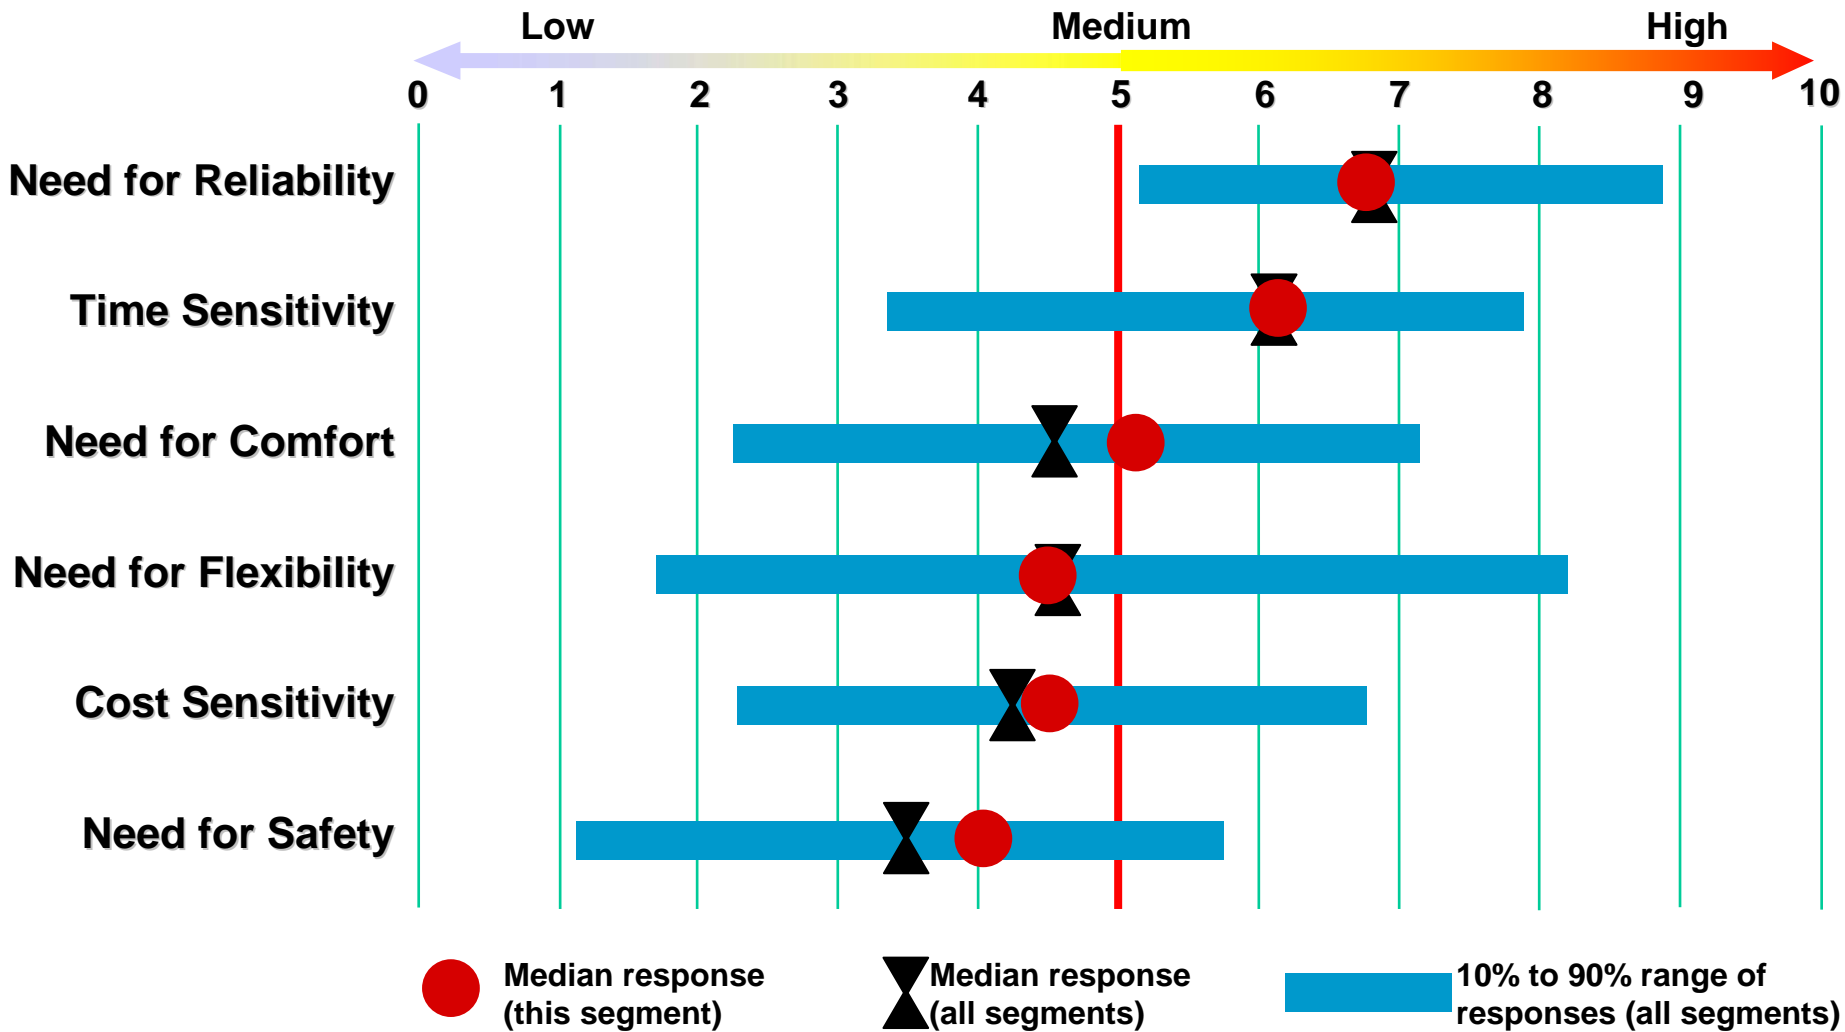 Low Medium High
0 1 2 3 4 5 6 7 8 9 10
Need for Reliability
Time Sensitivity
Need for Comfort
Need for Flexibility
Cost Sensitivity
Need for Safety
Median response
(this segment)
Median response
(all segments)
10% to 90% range of
responses (all segments)